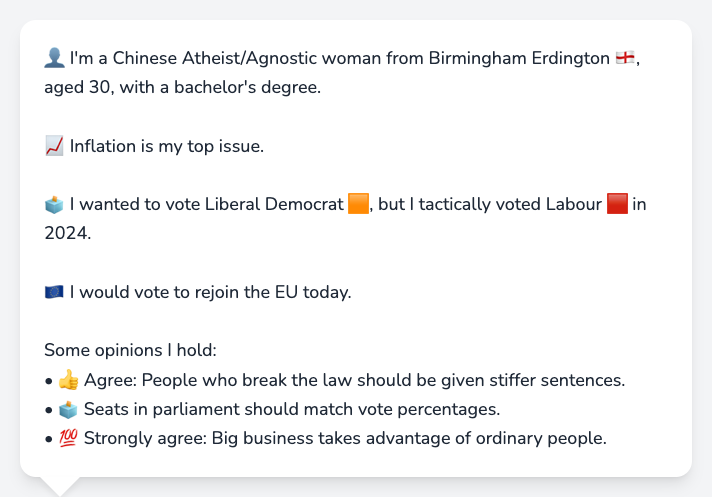 👤 I'm a Chinese Atheist/Agnostic woman from Birmingham Erdington 🏴󠁧󠁢󠁥󠁮󠁧󠁿,
aged 30, with a bachelor's degree.
📈 Inflation is my top issue.
🗳️ I wanted to vote Liberal Democrat 🟧, but I tactically voted Labour 🟥 in
2024.
🇪🇺 I would vote to rejoin the EU today.
Some opinions I hold:
• 👍 Agree: People who break the law should be given stiffer sentences.
• 🗳️ Seats in parliament should match vote percentages.
• 💯 Strongly agree: Big business takes advantage of ordinary people.